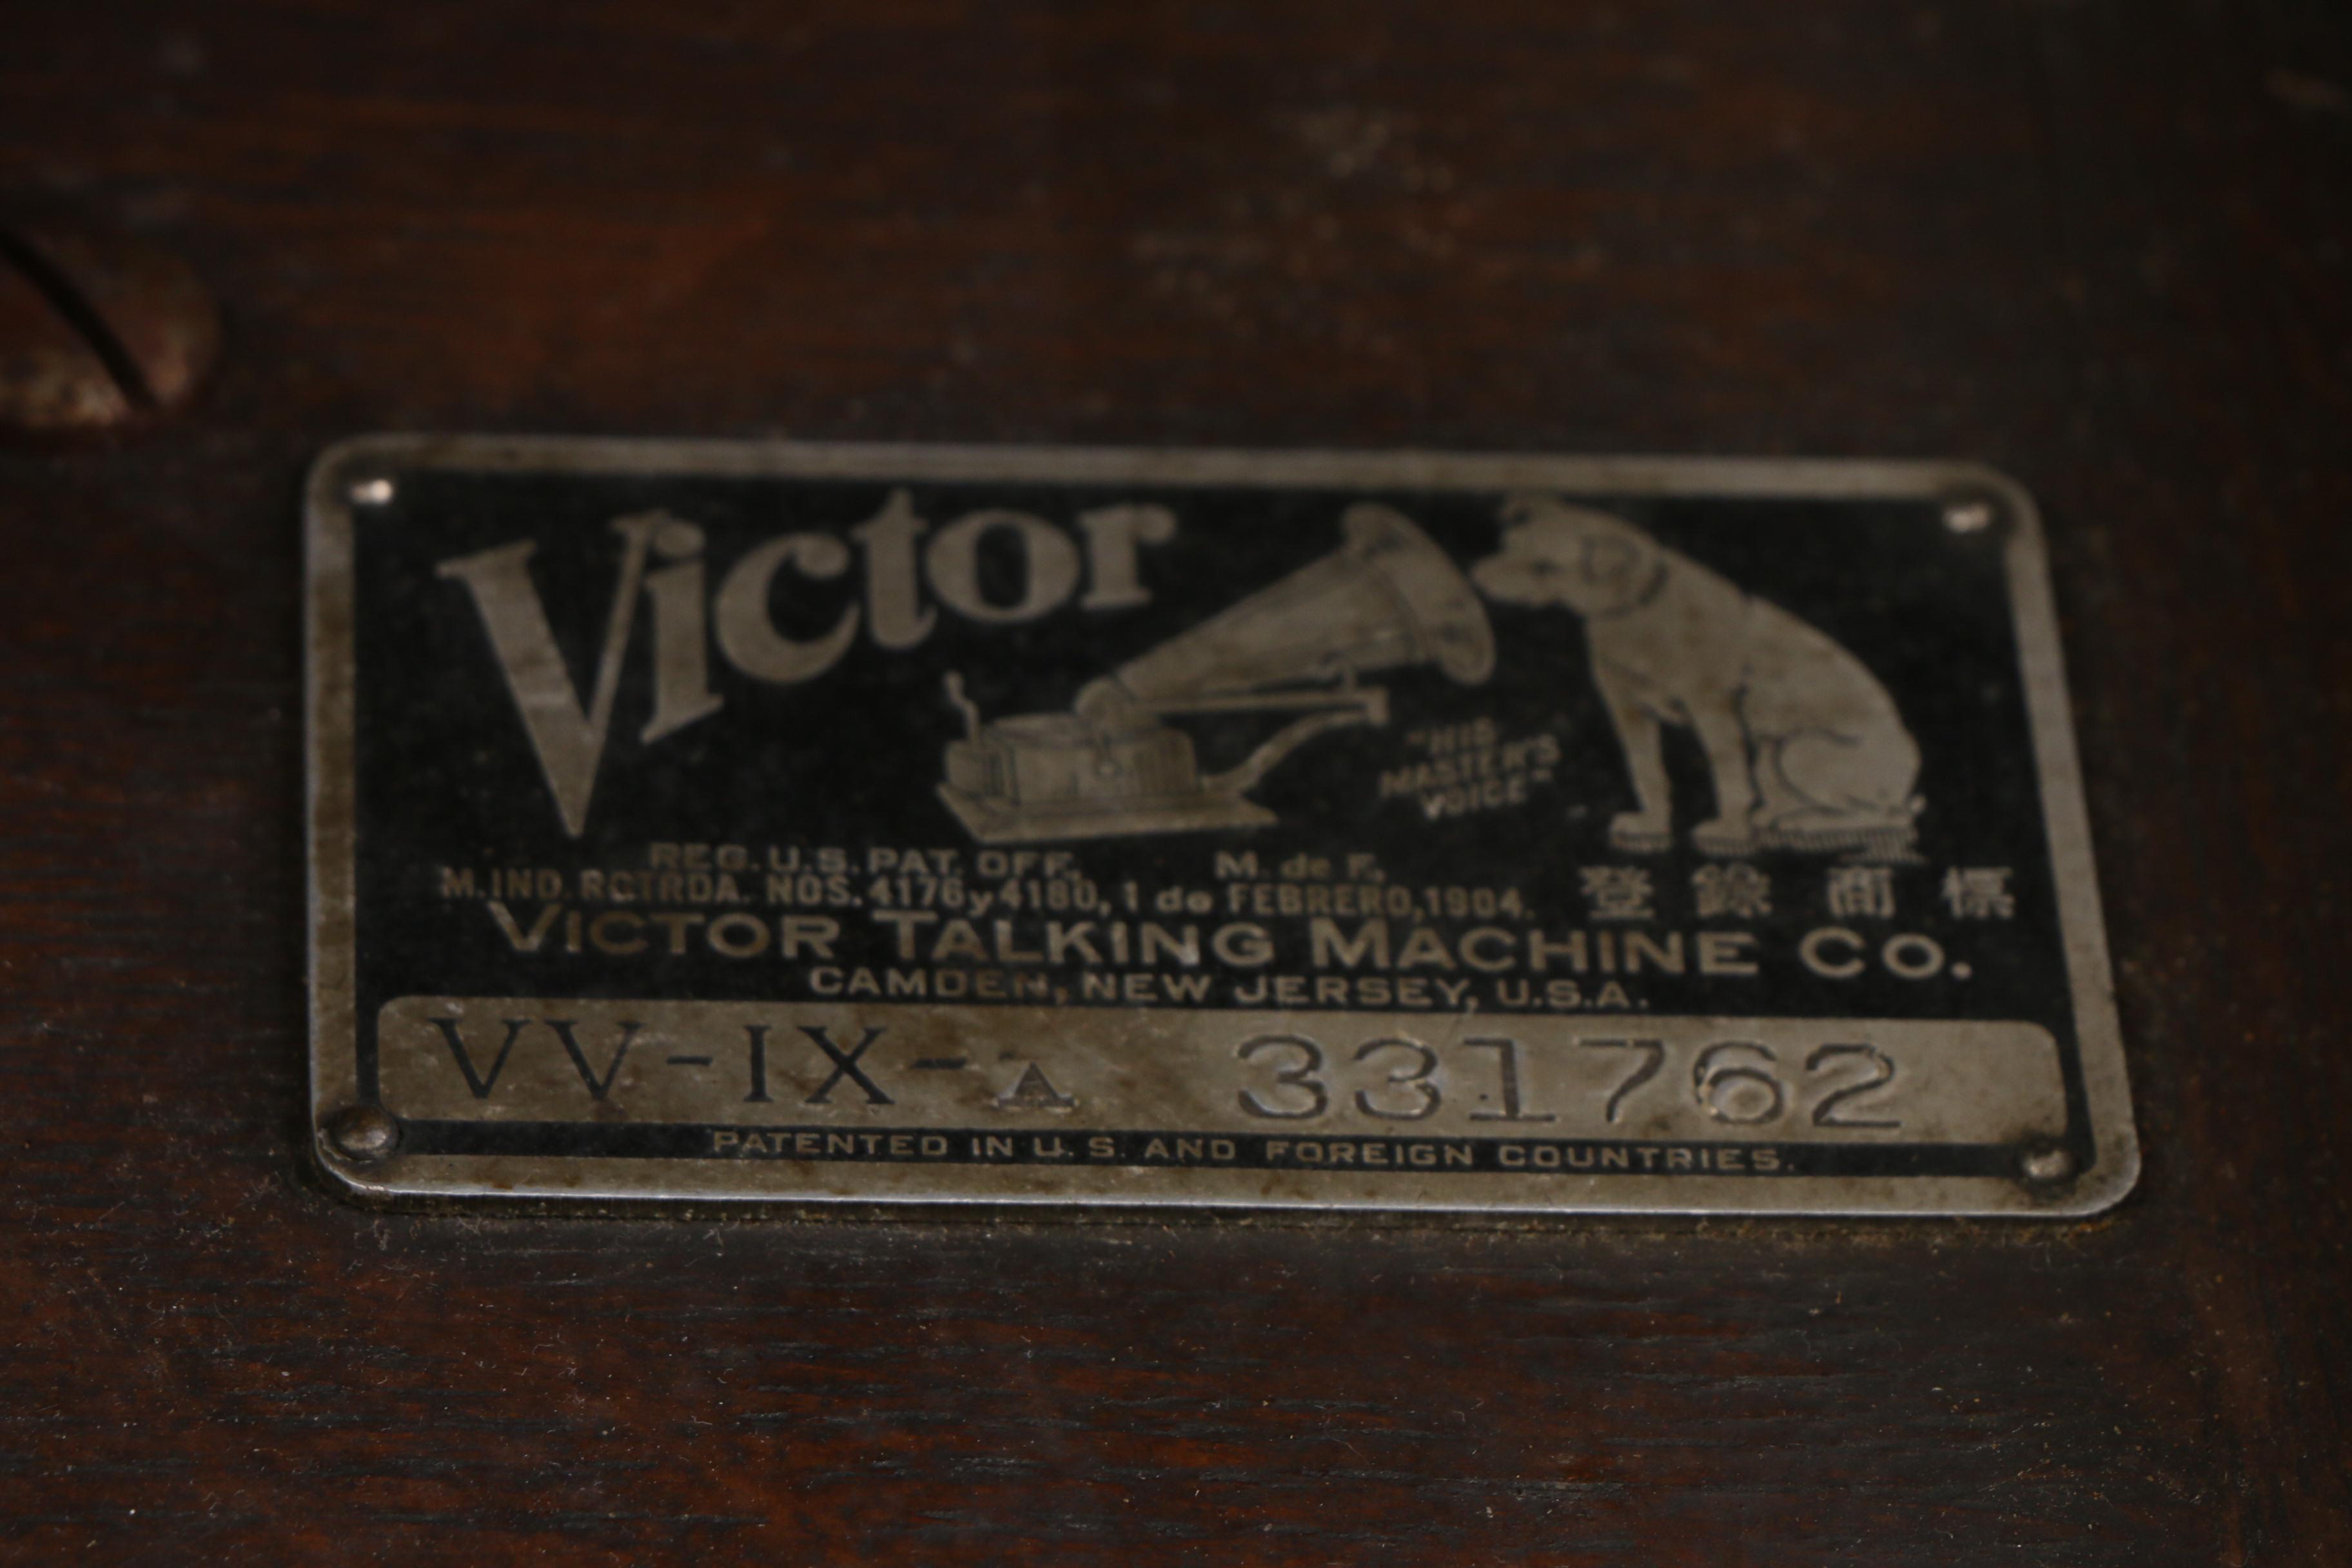 Victor
"HIS
MASTER'S
VOICE"
REG. U.S. PAT. OFF. M. de F.
M. IND. RGTRDA. NOS. 4176 y 4180, 1 de FEBRERO, 1904. 登錄商標
VICTOR TALKING MACHINE CO.
CAMDEN, NEW JERSEY, U.S.A.
VV-IX-A 331762
PATENTED IN U.S. AND FOREIGN COUNTRIES.